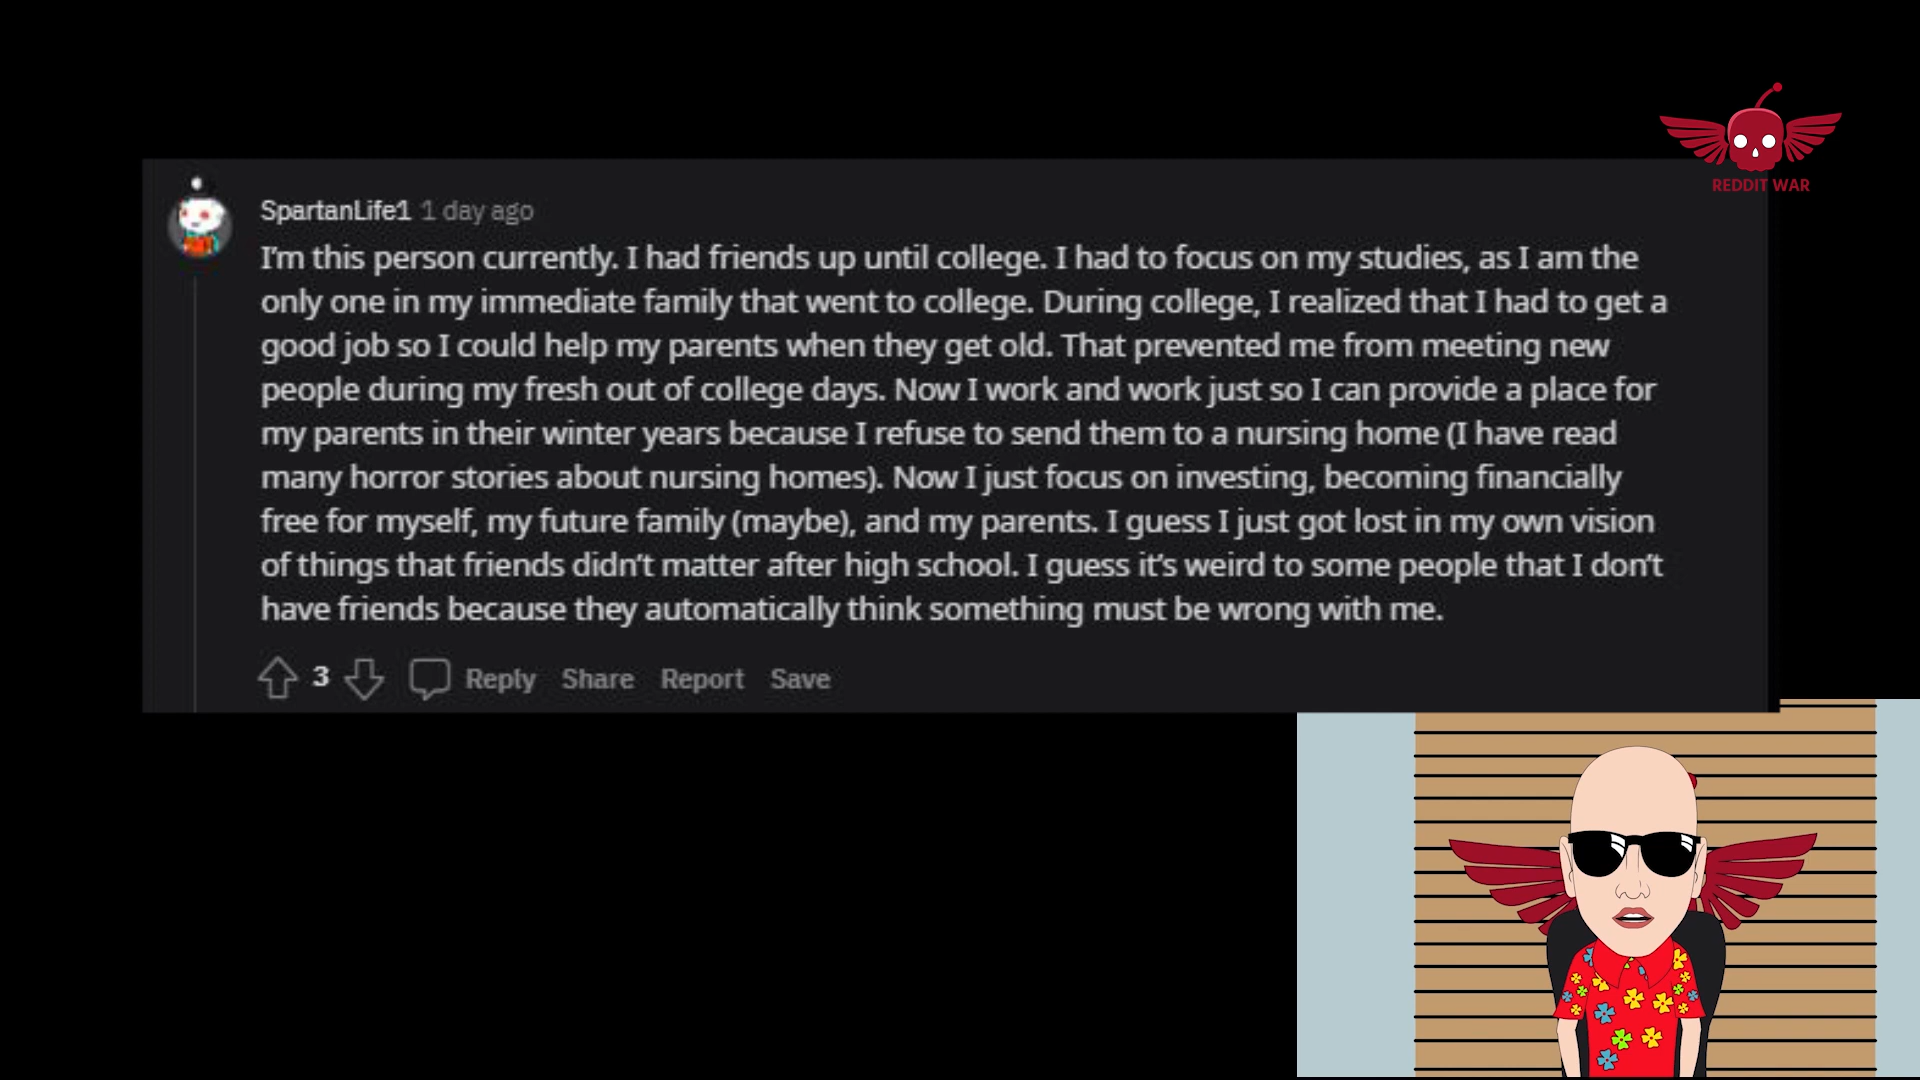 REDDIT WAR
SpartanLife1 1 day ago
I'm this person currently. I had friends up until college. I had to focus on my studies, as I am the
only one in my immediate family that went to college. During college, I realized that I had to get a
good job so I could help my parents when they get old. That prevented me from meeting new
people during my fresh out of college days. Now I work and work just so I can provide a place for
my parents in their winter years because I refuse to send them to a nursing home (I have read
many horror stories about nursing homes). Now I just focus on investing, becoming financially
free for myself, my future family (maybe), and my parents. I guess I just got lost in my own vision
of things that friends didn't matter after high school. I guess it's weird to some people that I don't
have friends because they automatically think something must be wrong with me.
3 Reply Share Report Save